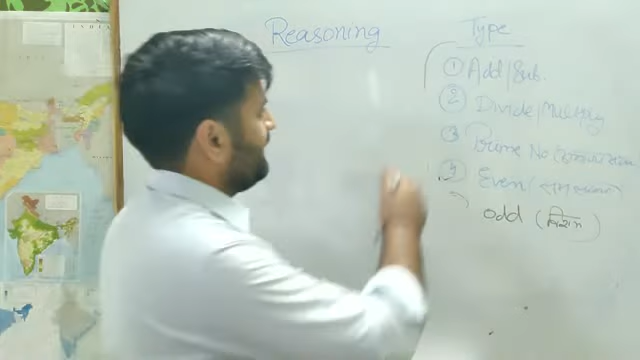 Reasoning
Type
① Add/Sub.
② Divide/Multiply
③ Prime No
④ Even/
odd (विषम)